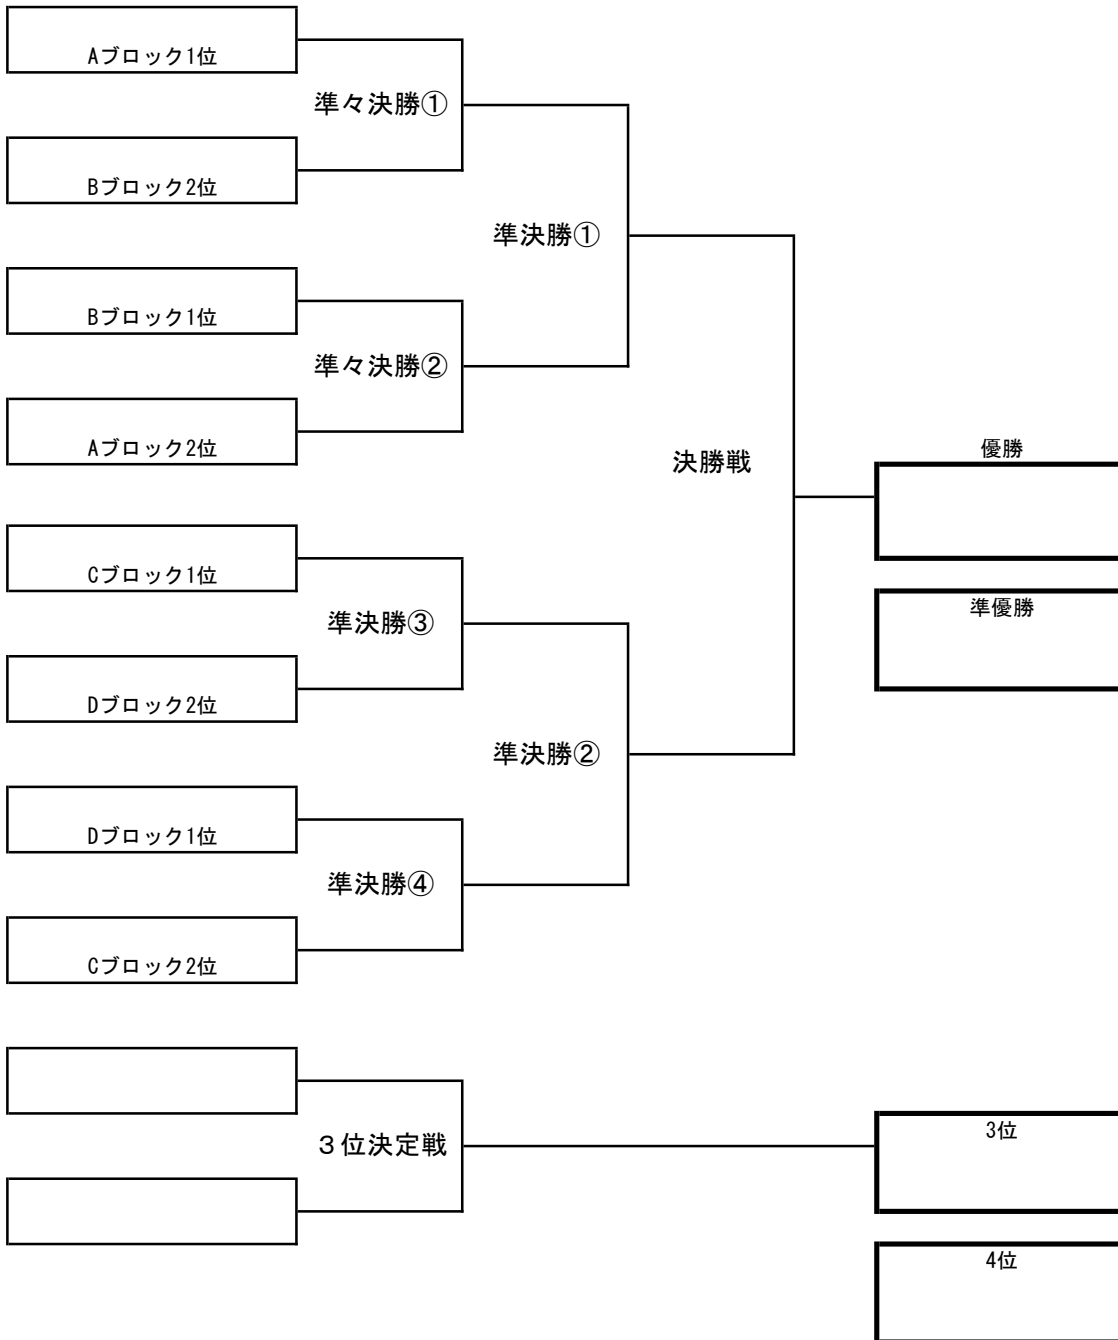 Aブロック1位
準々決勝①
Bブロック2位
準決勝①
Bブロック1位
準々決勝②
Aブロック2位
決勝戦
優勝
Cブロック1位
準優勝
準決勝③
Dブロック2位
準決勝②
Dブロック1位
準決勝④
Cブロック2位
3位
３位決定戦
4位